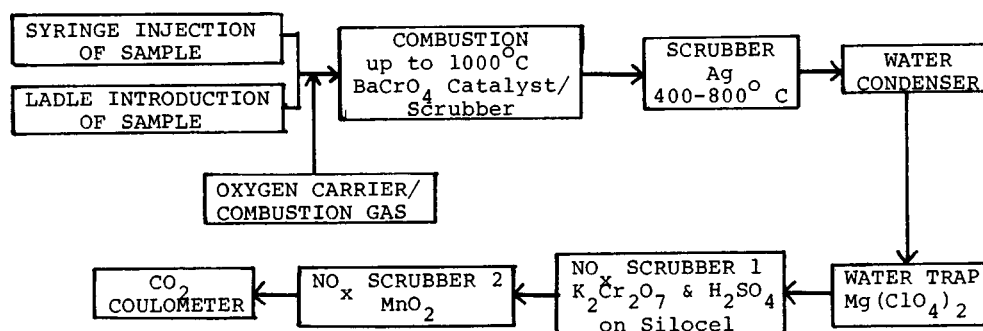 SYRINGE INJECTION
OF SAMPLE
LADLE INTRODUCTION
OF SAMPLE
OXYGEN CARRIER/
COMBUSTION GAS
COMBUSTION
up to 1000°C
BaCrO₄ Catalyst/
Scrubber
SCRUBBER
Ag
400-800° C
WATER
CONDENSER
WATER TRAP
Mg(ClO₄)₂
NOₓ SCRUBBER 1
K₂Cr₂O₇ & H₂SO₄
on Silocel
NOₓ SCRUBBER 2
MnO₂
CO₂
COULOMETER